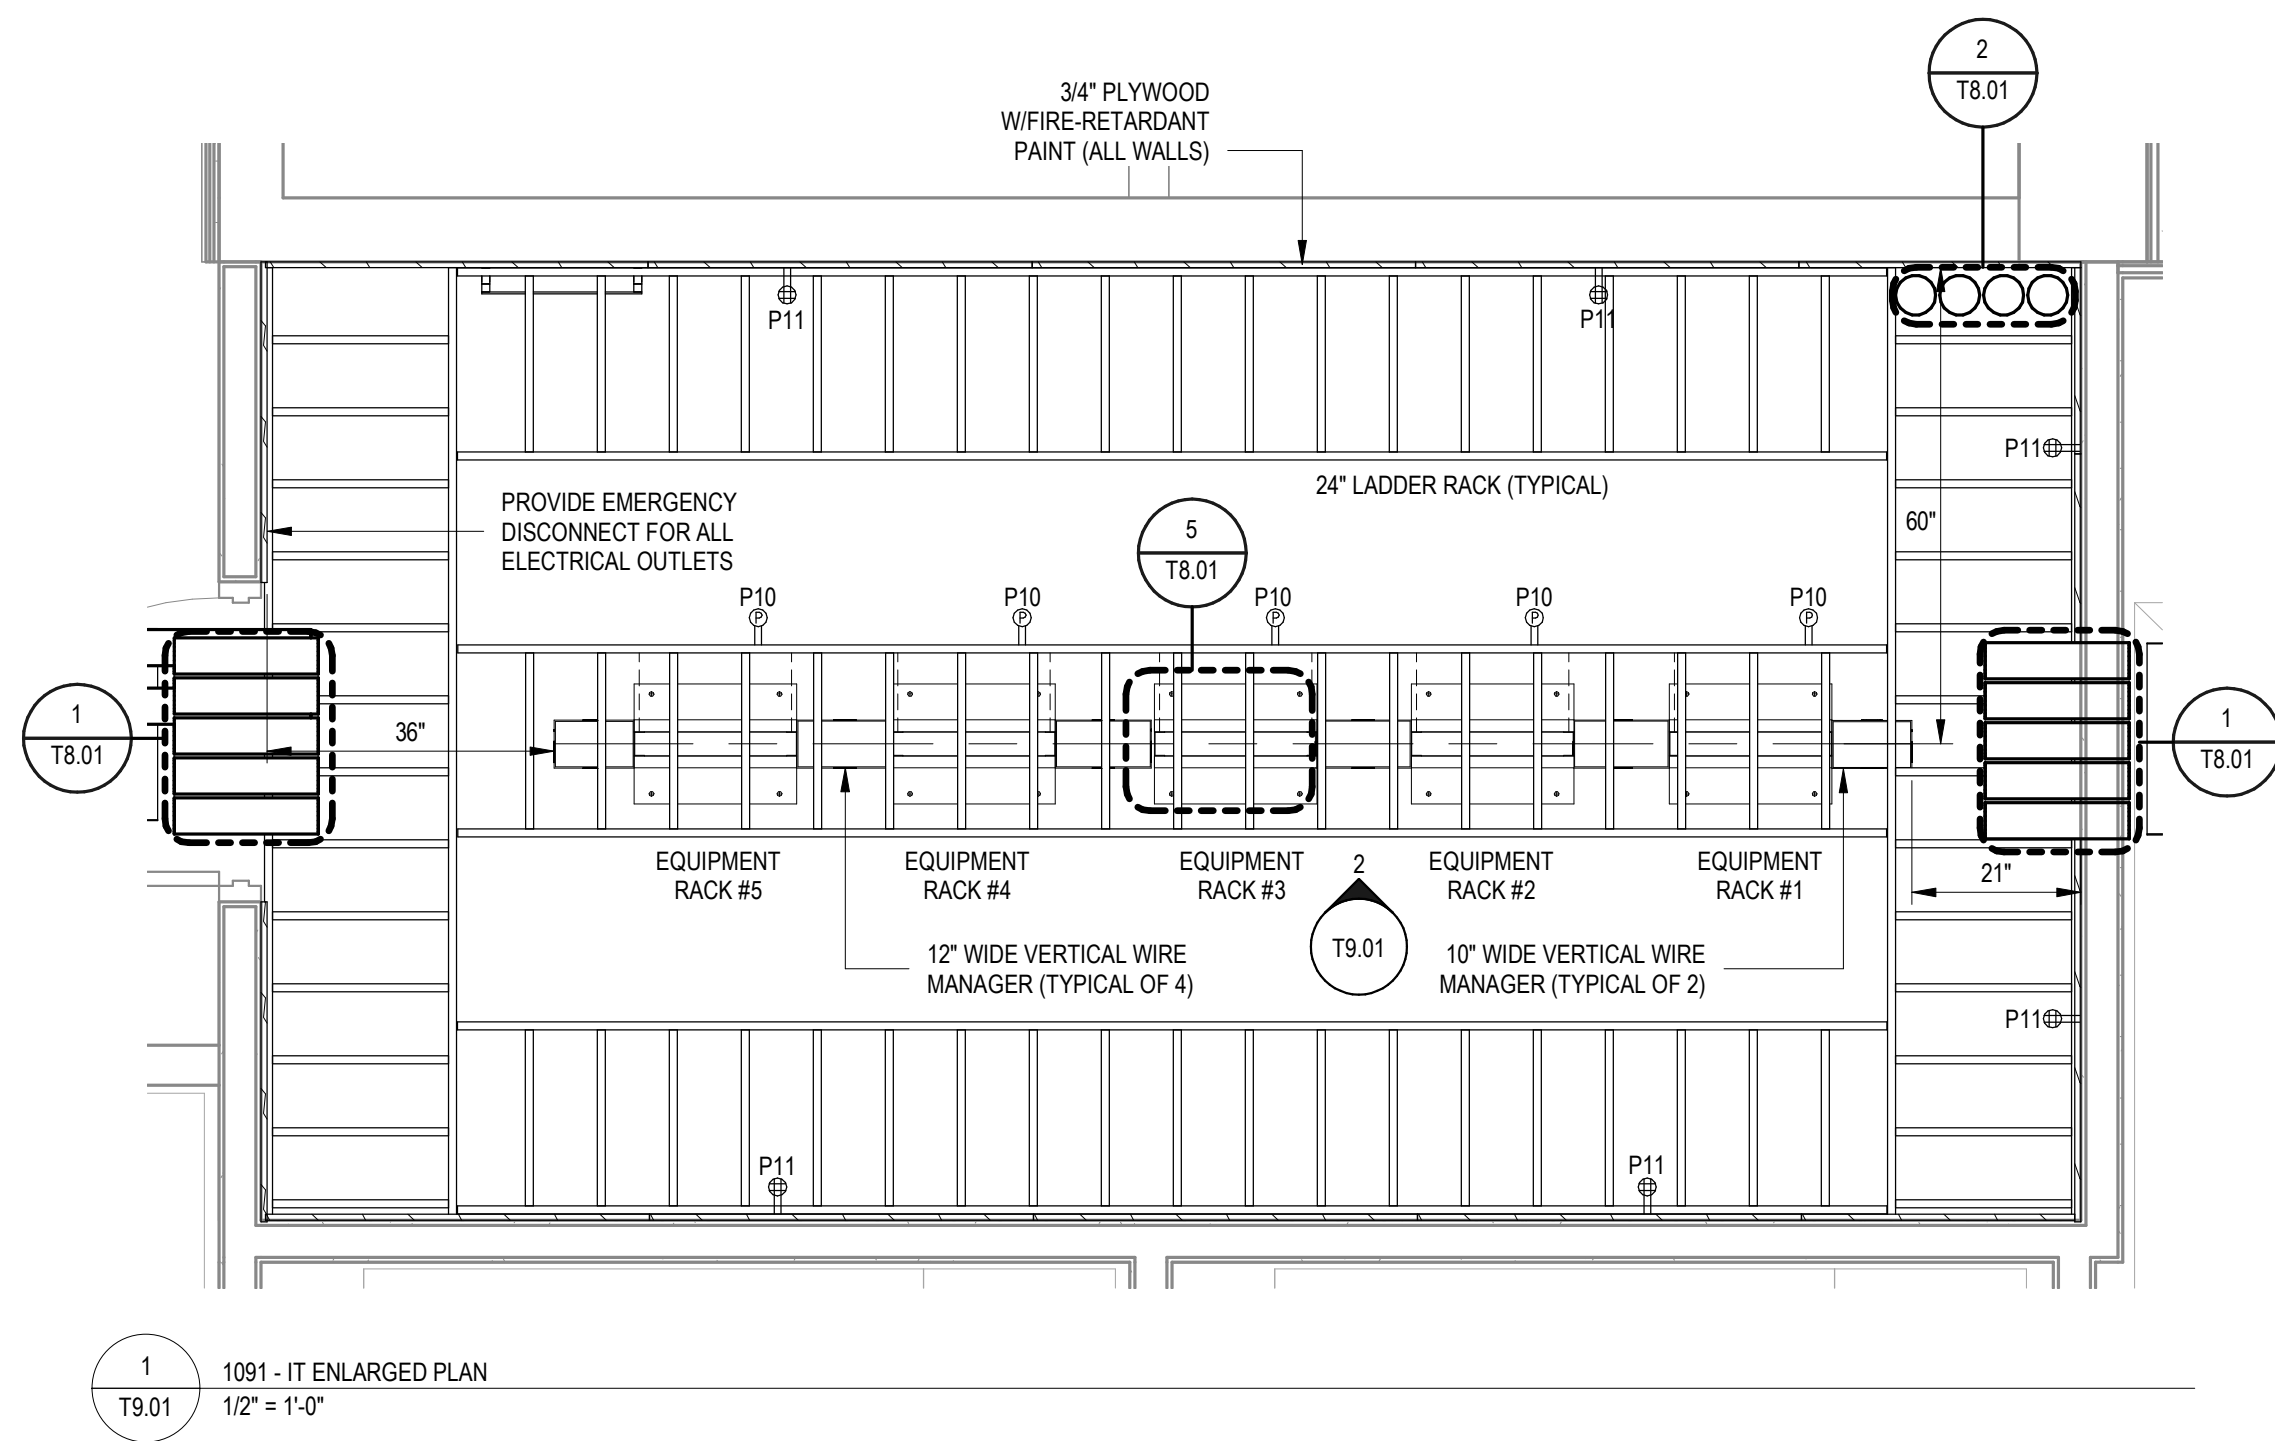 2
T8.01
3/4" PLYWOOD
W/FIRE-RETARDANT
PAINT (ALL WALLS)
P11
P11
P11
24" LADDER RACK (TYPICAL)
PROVIDE EMERGENCY
DISCONNECT FOR ALL
ELECTRICAL OUTLETS
5
T8.01
60"
P10
P10
P10
P10
P10
P
P
P
P
P
1
T8.01
36"
1
T8.01
EQUIPMENT
RACK #5
EQUIPMENT
RACK #4
EQUIPMENT
RACK #3
EQUIPMENT
RACK #2
EQUIPMENT
RACK #1
21"
2
T9.01
12" WIDE VERTICAL WIRE
MANAGER (TYPICAL OF 4)
10" WIDE VERTICAL WIRE
MANAGER (TYPICAL OF 2)
P11
P11
P11
1
T9.01
1091 - IT ENLARGED PLAN
1/2" = 1'-0"